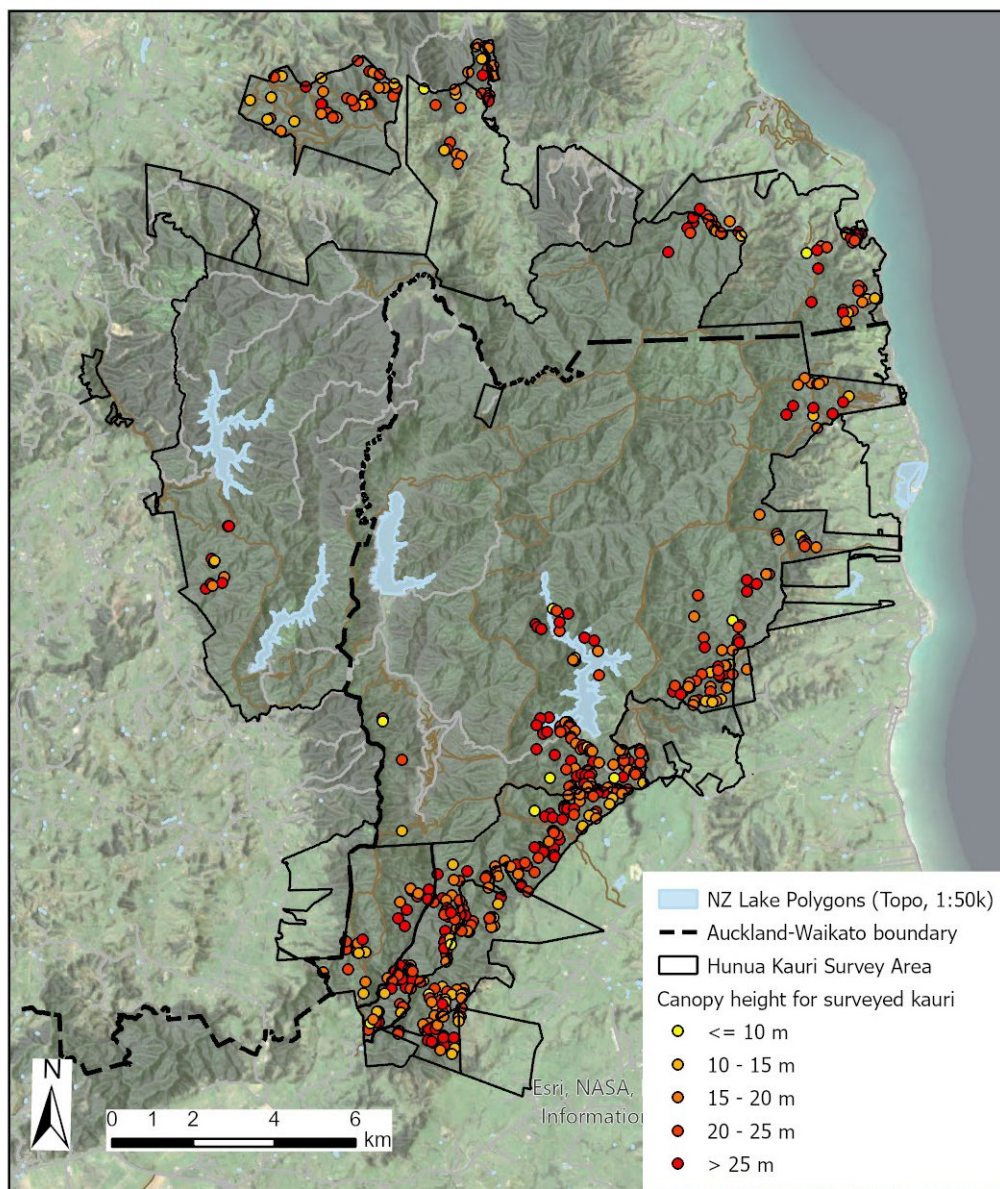 NZ Lake Polygons (Topo, 1:50k)
Auckland-Waikato boundary
Hunua Kauri Survey Area
Canopy height for surveyed kauri
<= 10 m
10 - 15 m
15 - 20 m
20 - 25 m
> 25 m
Esri, NASA,
Information
N
0 1 2 4 6
km